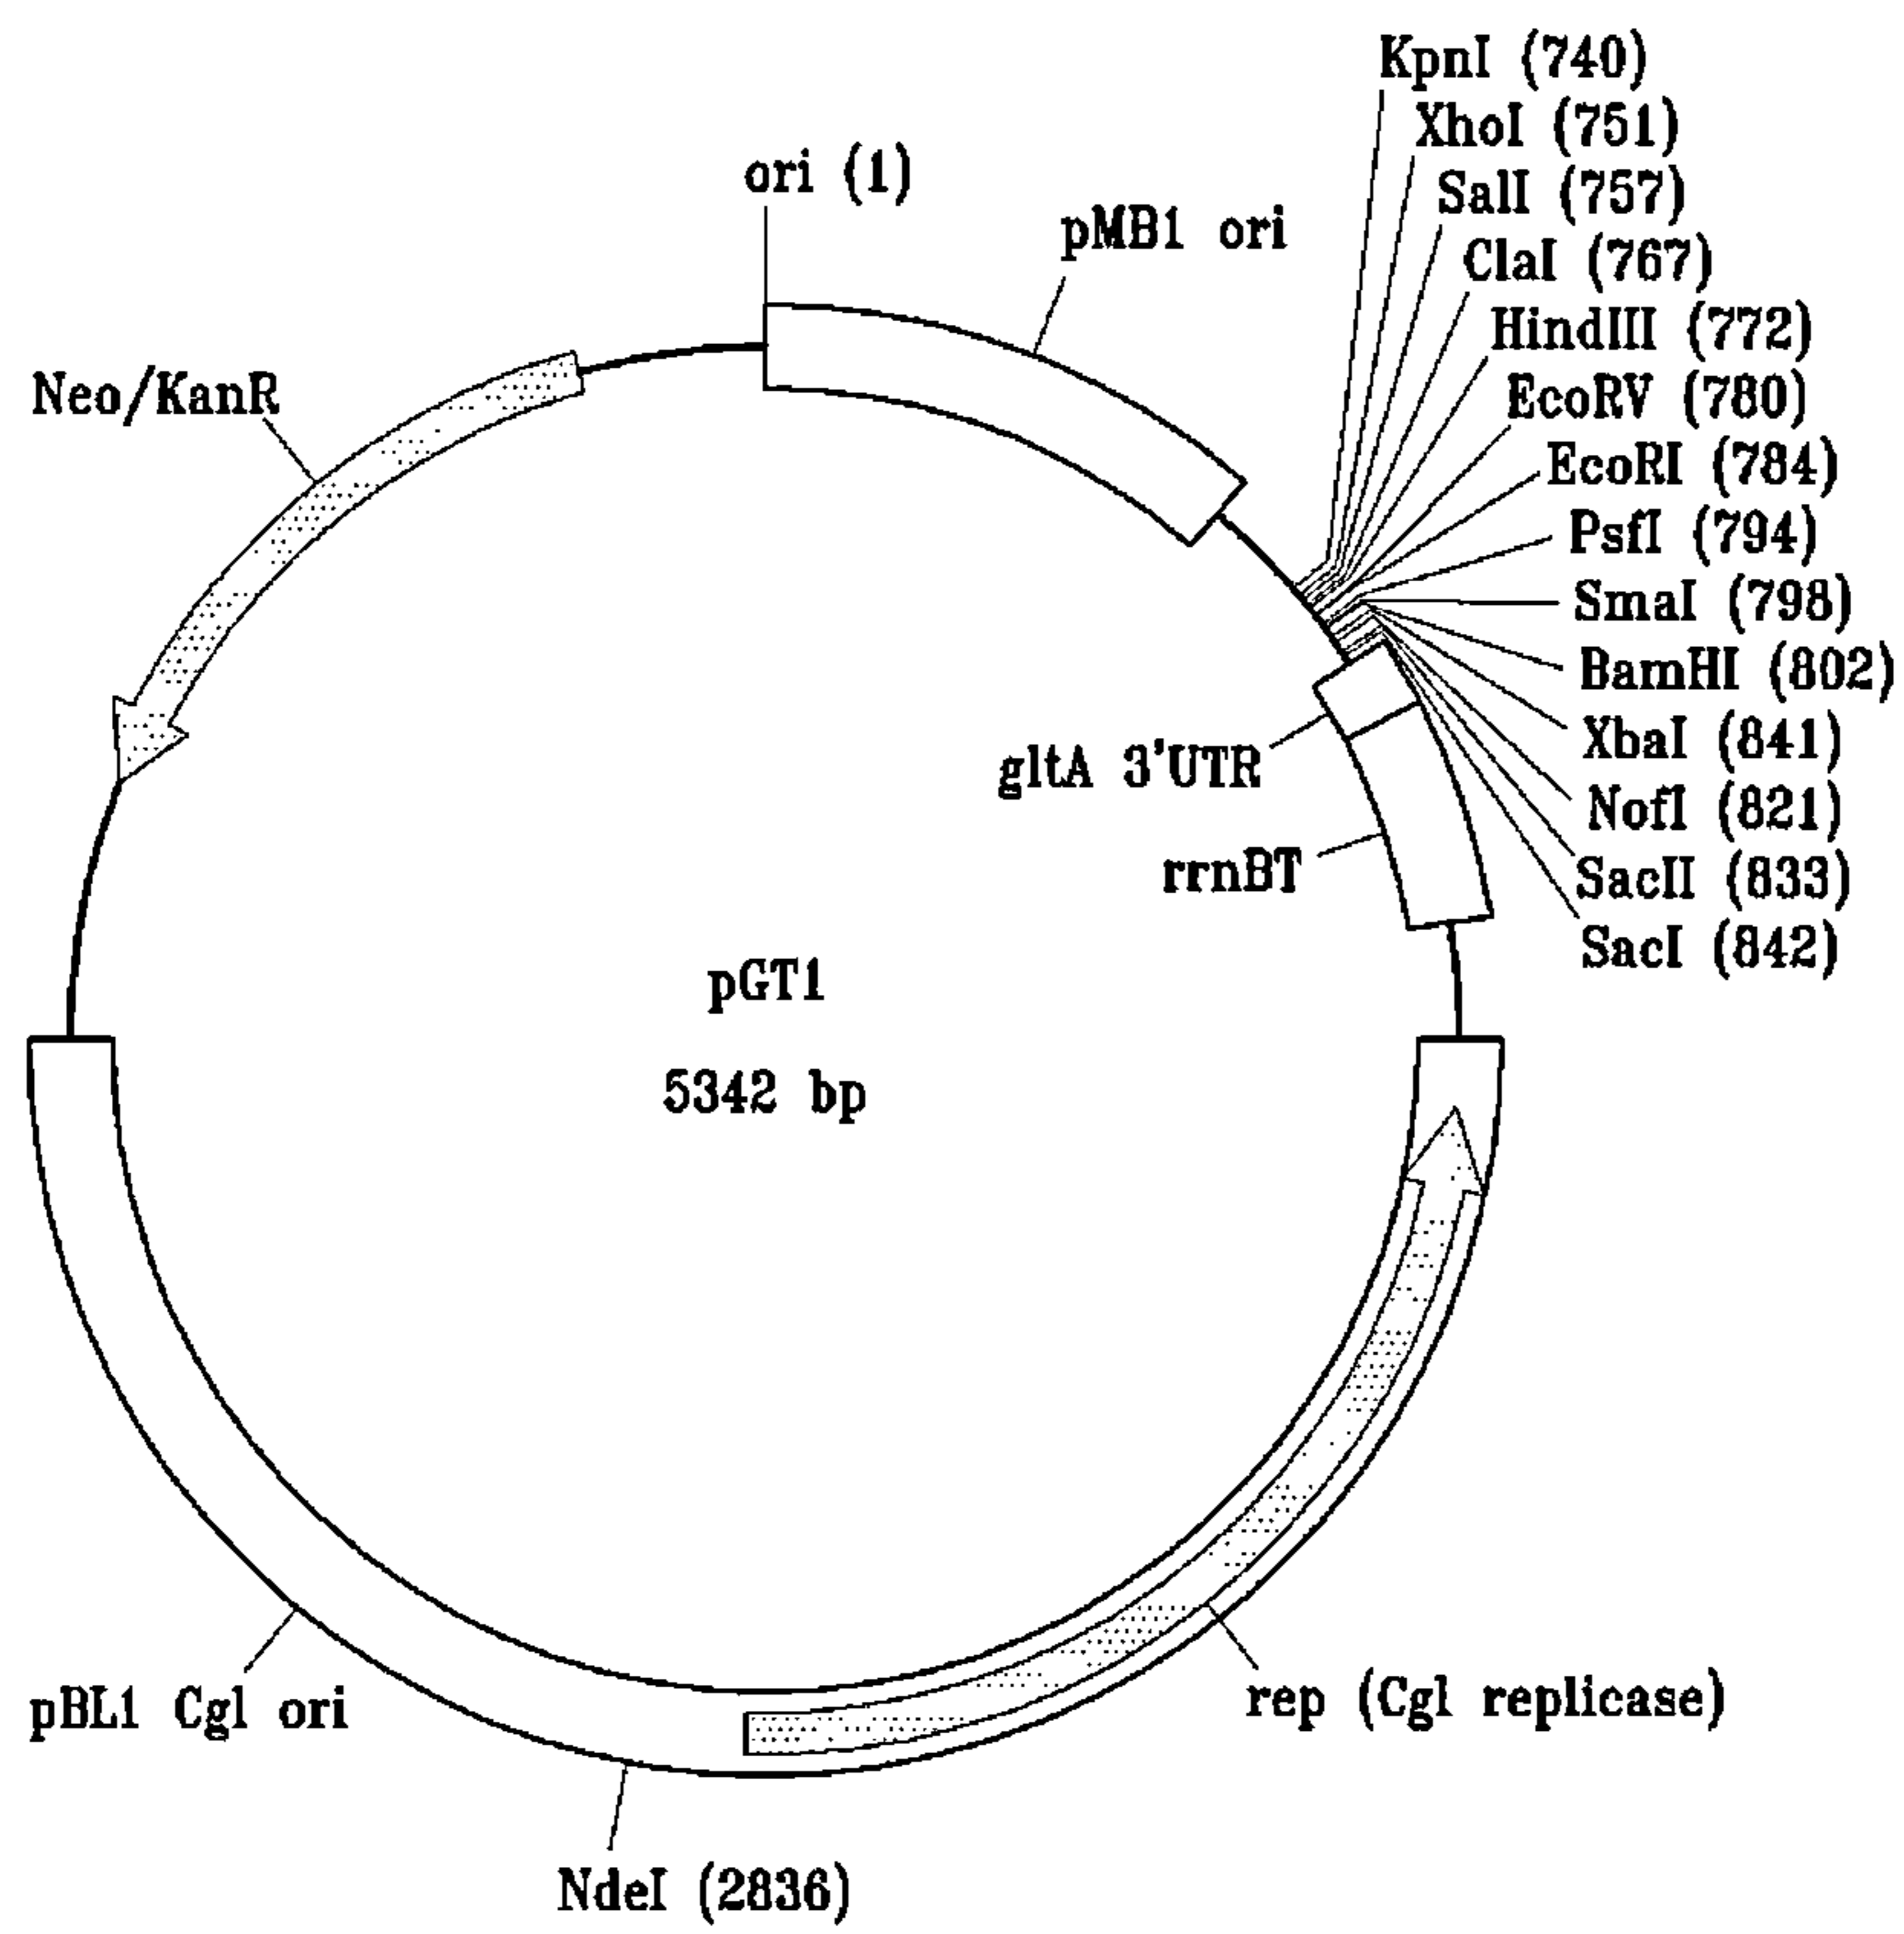 KpnI (740)
XhoI (751)
SalI (757)
ori (1)
pMB1 ori
ClaI (767)
HindIII (772)
EcoRV (780)
Neo/KanR
EcoRI (784)
PsfI (794)
SmaI (798)
BamHI (802)
XbaI (841)
gltA 3'UTR
NofI (821)
rrnBT
SacII (833)
SacI (842)
pGT1
5342 bp
pBL1 Cgl ori
rep (Cgl replicase)
NdeI (2836)